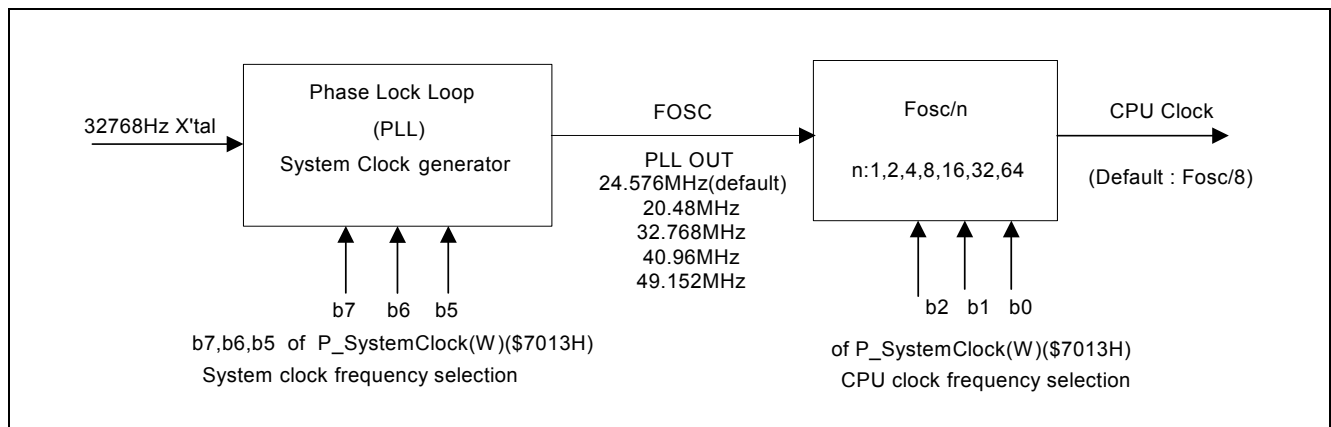 32768Hz X'tal
Phase Lock Loop
(PLL)
System Clock generator
b7 b6 b5
b7,b6,b5 of P_SystemClock(W)($7013H)
System clock frequency selection
FOSC
PLL OUT
24.576MHz(default)
20.48MHz
32.768MHz
40.96MHz
49.152MHz
Fosc/n
n:1,2,4,8,16,32,64
b2 b1 b0
of P_SystemClock(W)($7013H)
CPU clock frequency selection
CPU Clock
(Default : Fosc/8)